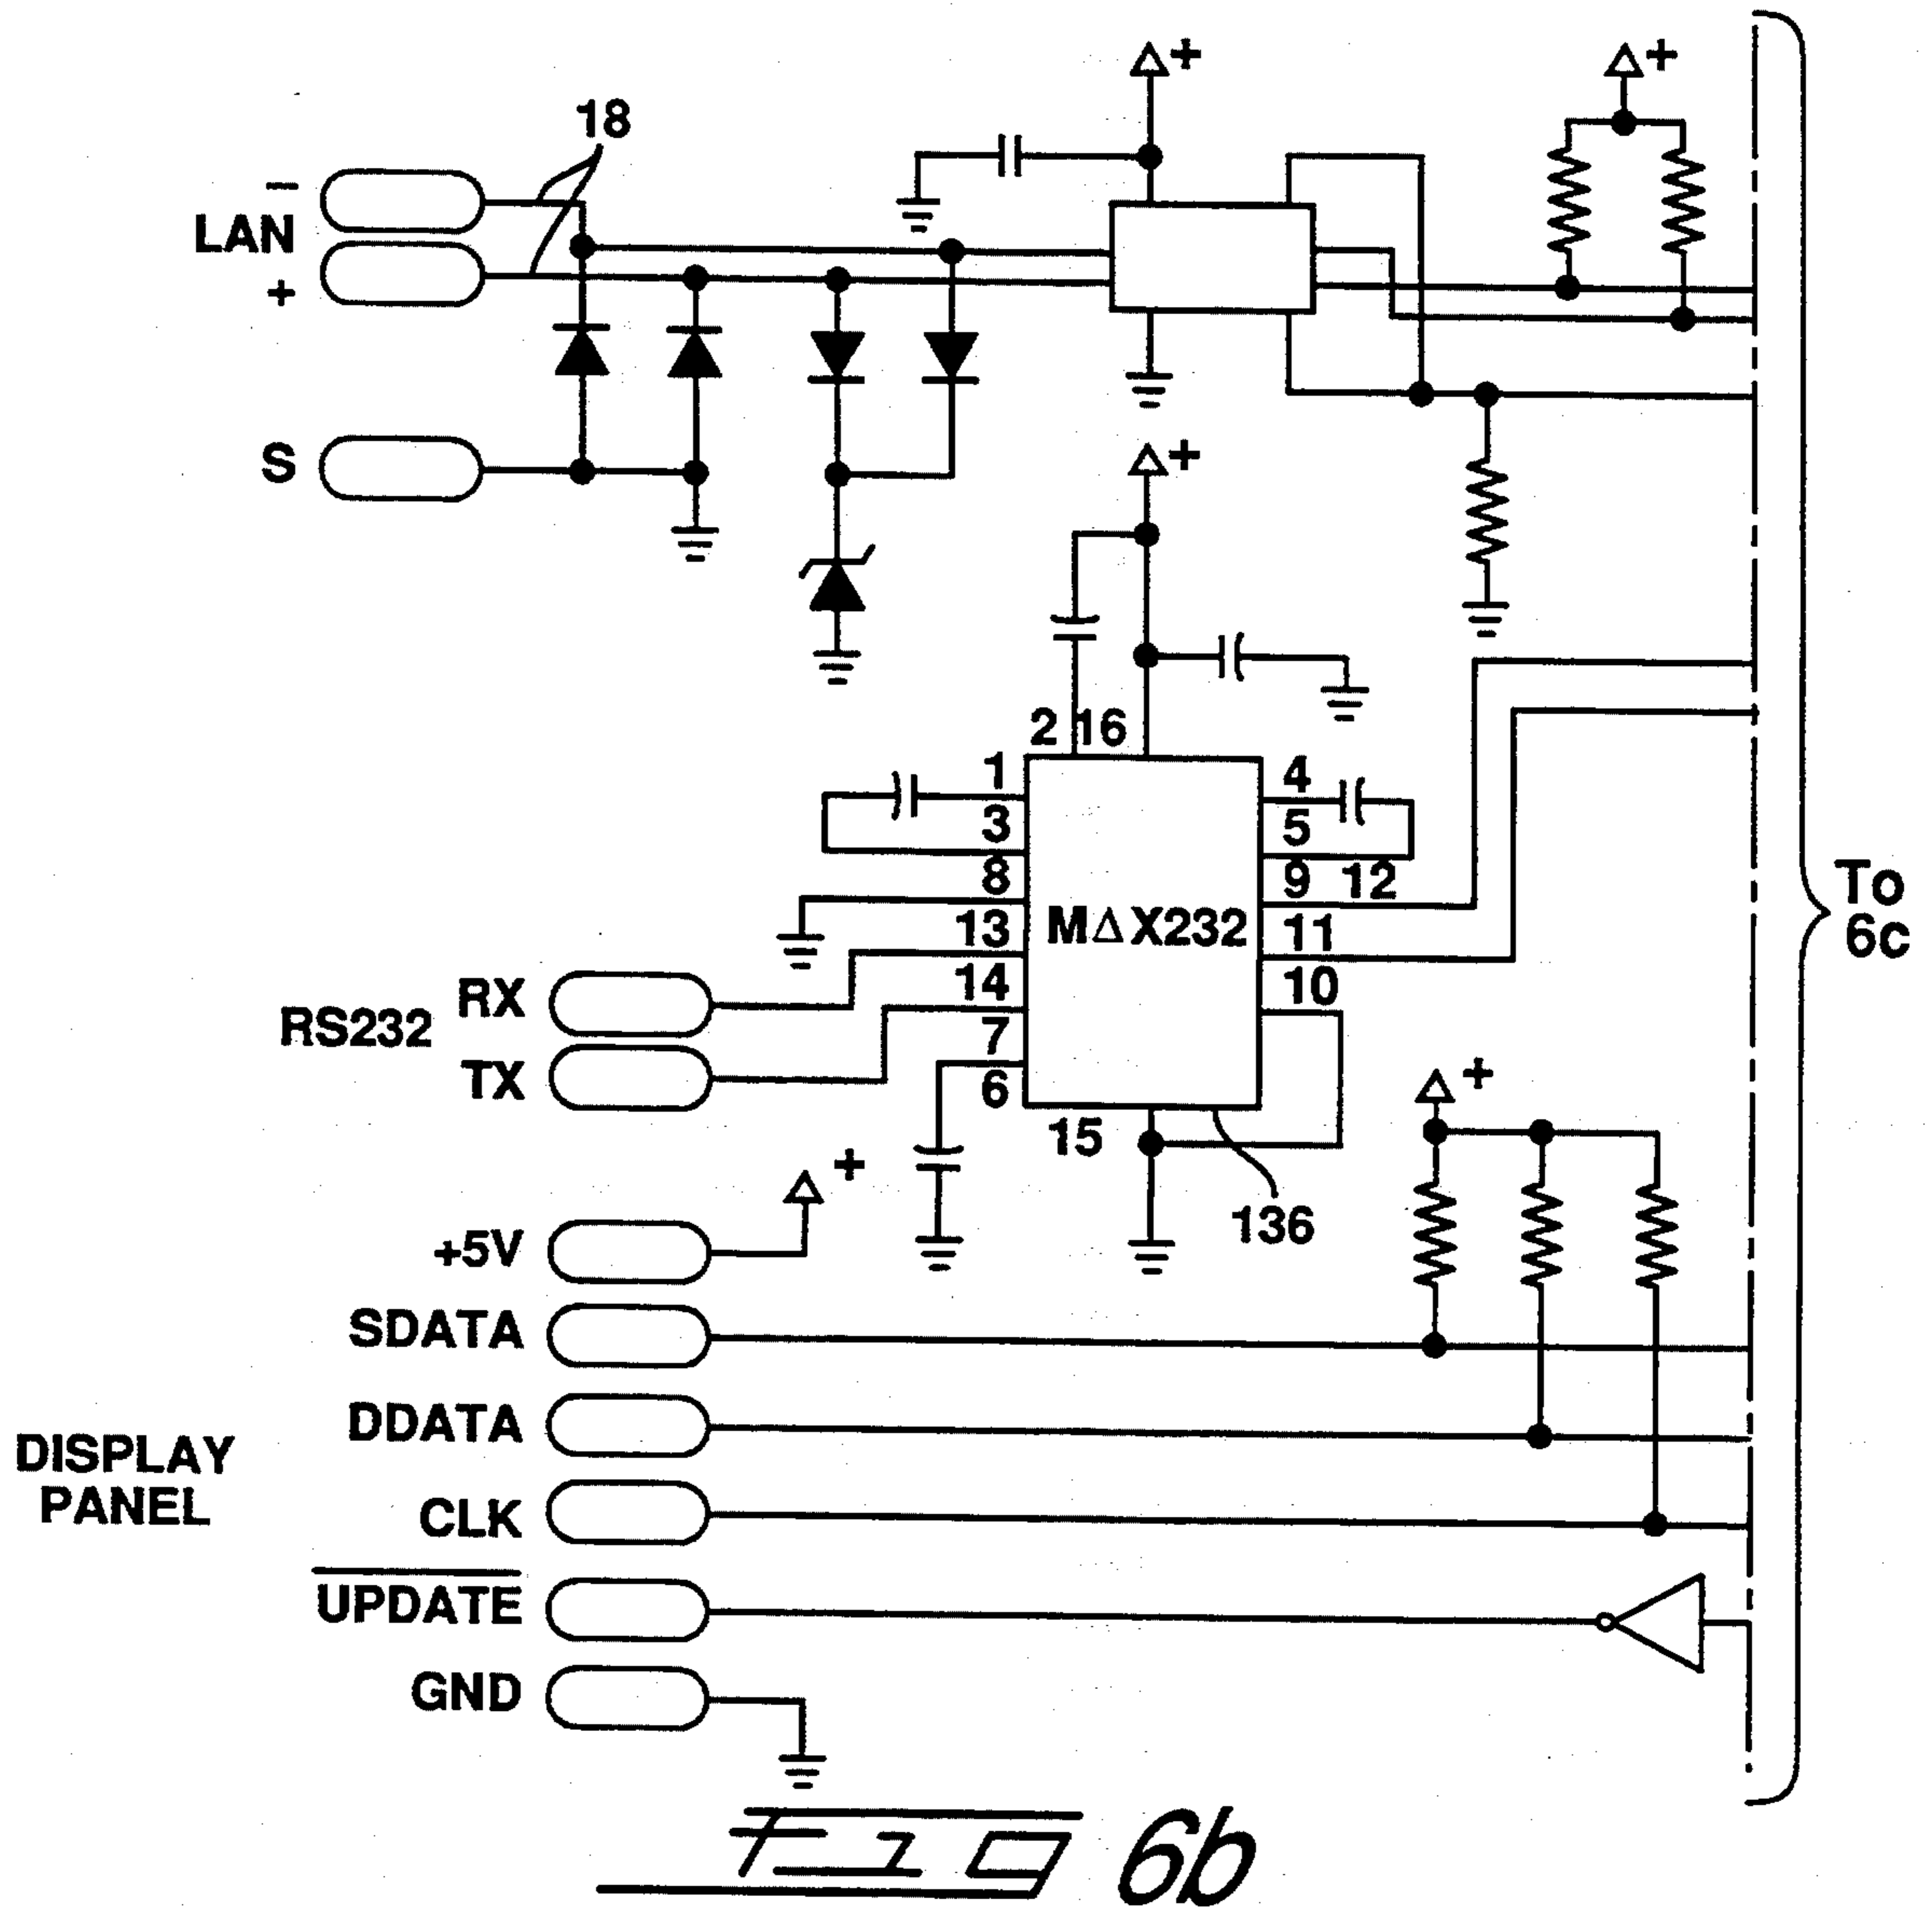 +
+
18
−
LAN
+
S
+
2 16
1
3
8
13
14
7
6
4
5
9 12
11
10
MΔX232
15
136
To
6c
RS232
RX
TX
+
+
+5V
SDATA
DDATA
DISPLAY
PANEL
CLK
UPDATE
GND
Fig 6b